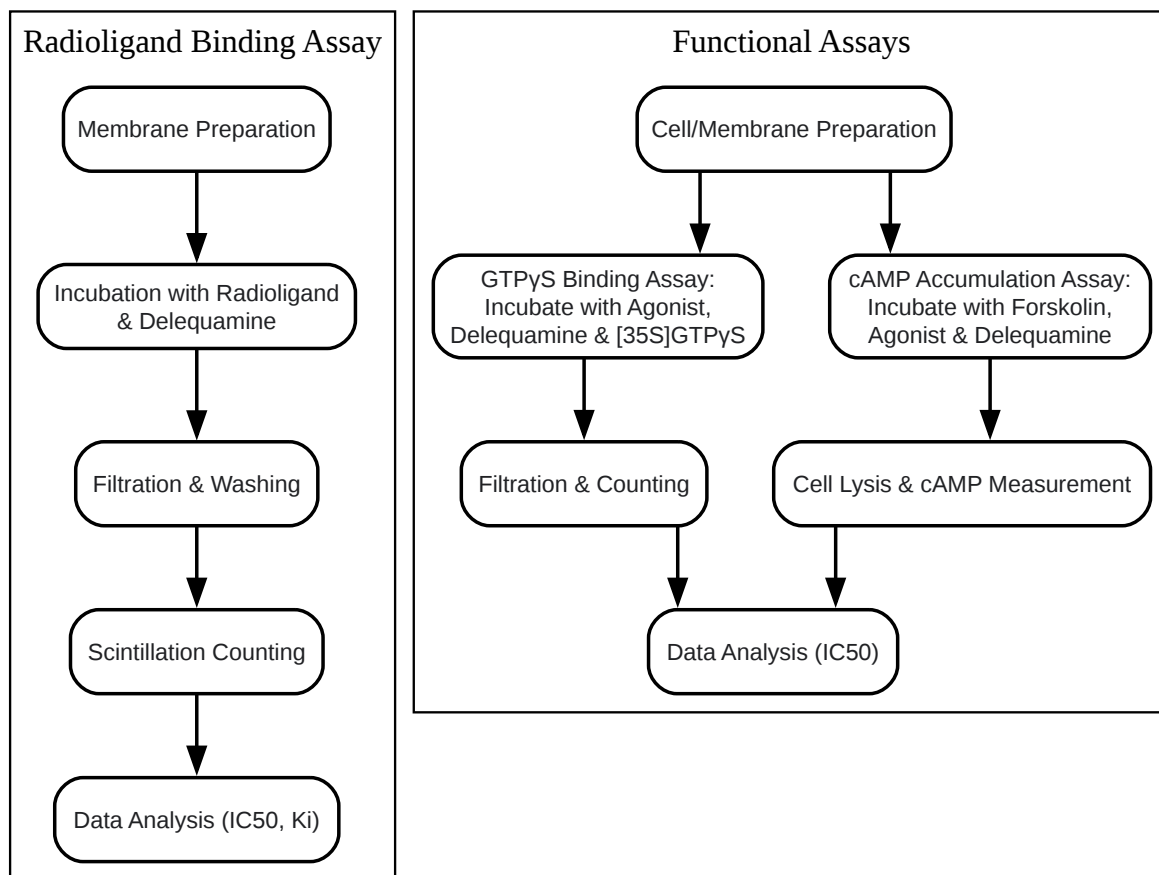 Radioligand Binding Assay
Membrane Preparation
Incubation with Radioligand
& Delequamine
Filtration & Washing
Scintillation Counting
Data Analysis (IC50, Ki)
Functional Assays
Cell/Membrane Preparation
GTPγS Binding Assay:
Incubate with Agonist,
Delequamine & [35S]GTPγS
cAMP Accumulation Assay:
Incubate with Forskolin,
Agonist & Delequamine
Filtration & Counting
Cell Lysis & cAMP Measurement
Data Analysis (IC50)